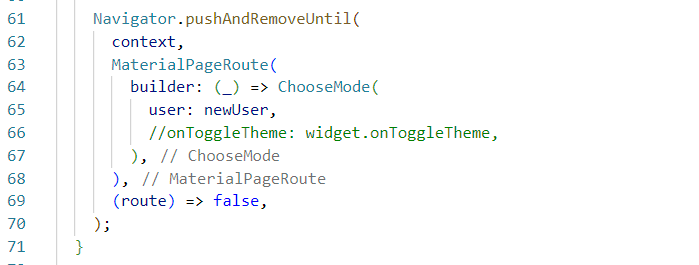 61 Navigator.pushAndRemoveUntil(
62 context,
63 MaterialPageRoute(
64 builder: (_) => ChooseMode(
65 user: newUser,
66 //onToggleTheme: widget.onToggleTheme,
67 ), // ChooseMode
68 ), // MaterialPageRoute
69 (route) => false,
70 );
71 }